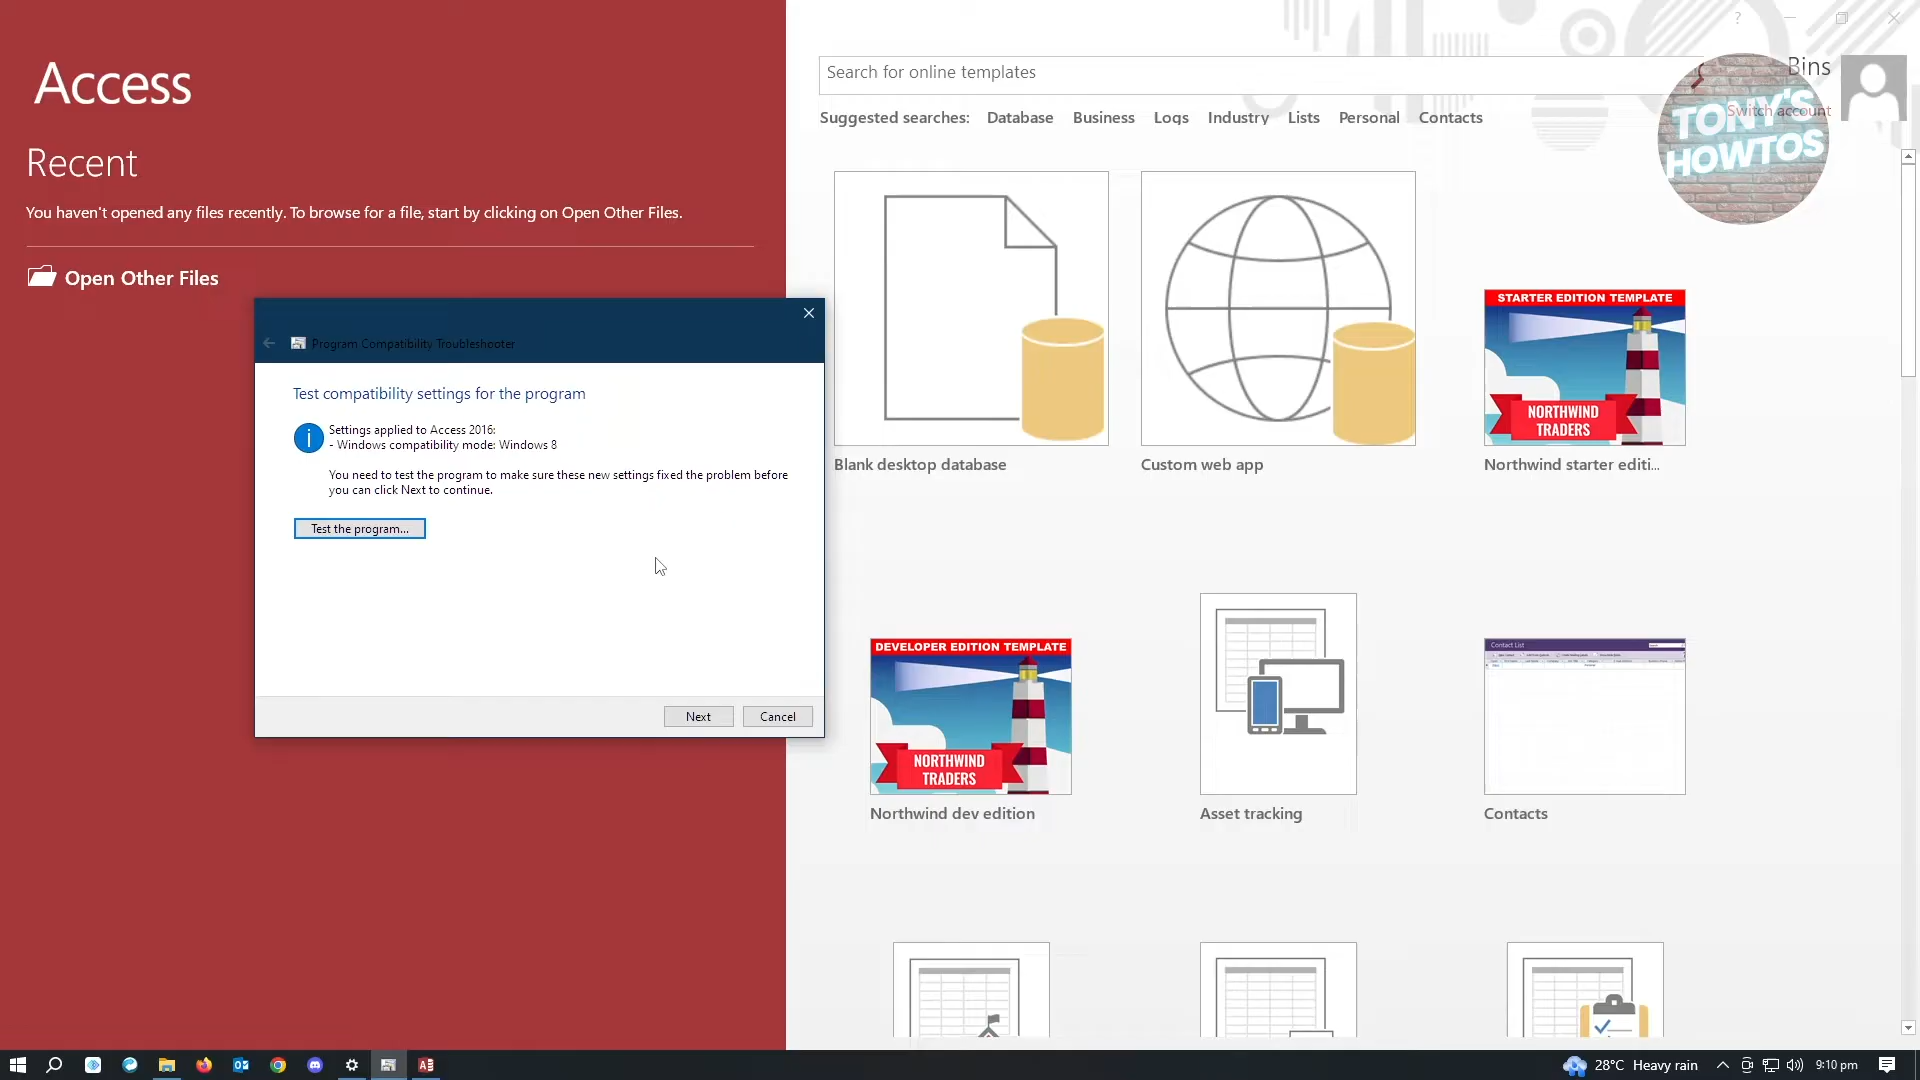 Access
Recent
You haven't opened any files recently. To browse for a file, start by clicking on Open Other Files.
Open Other Files
Program Compatibility Troubleshooter
Test compatibility settings for the program
Settings applied to Access 2016:
- Windows compatibility mode: Windows 8
You need to test the program to make sure these new settings fixed the problem before
you can click Next to continue.
Test the program...
Next
Cancel
?
Search for online templates
Bins
Switch account
TONY'S
HOWTOS
Suggested searches: Database Business Logs Industry Lists Personal Contacts
Blank desktop database
Custom web app
STARTER EDITION TEMPLATE
NORTHWIND
TRADERS
Northwind starter editi...
DEVELOPER EDITION TEMPLATE
NORTHWIND
TRADERS
Northwind dev edition
Asset tracking
Contact List
Contacts
28°C Heavy rain
9:10 pm